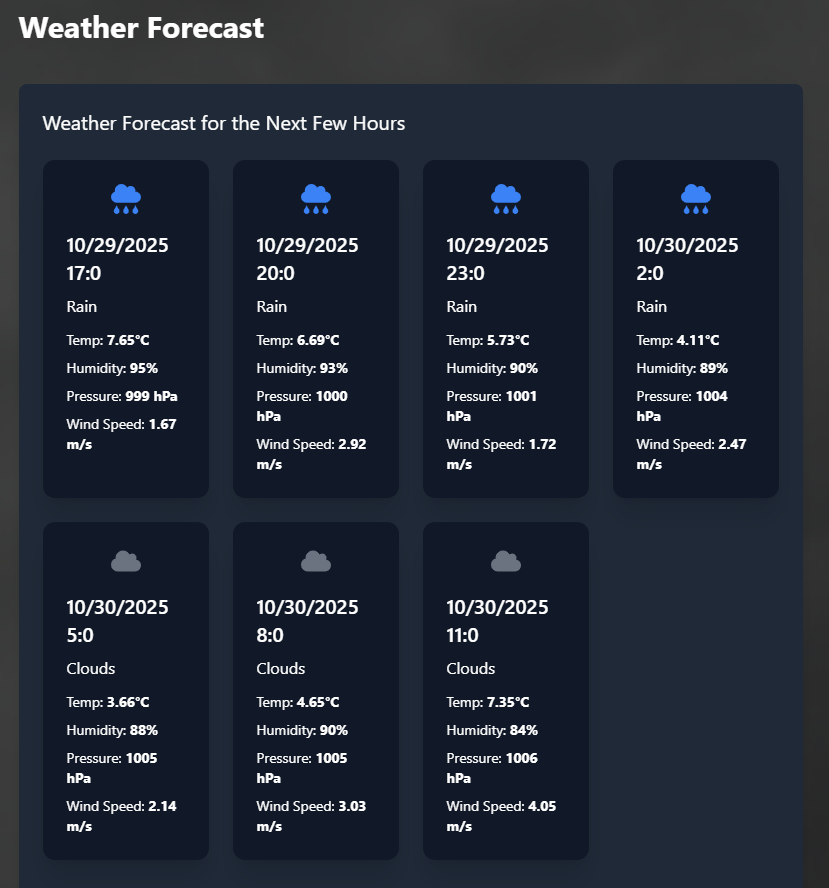 Weather Forecast
Weather Forecast for the Next Few Hours
10/29/2025
17:0
Rain
Temp: 7.65°C
Humidity: 95%
Pressure: 999 hPa
Wind Speed: 1.67
m/s
10/29/2025
20:0
Rain
Temp: 6.69°C
Humidity: 93%
Pressure: 1000
hPa
Wind Speed: 2.92
m/s
10/29/2025
23:0
Rain
Temp: 5.73°C
Humidity: 90%
Pressure: 1001
hPa
Wind Speed: 1.72
m/s
10/30/2025
2:0
Rain
Temp: 4.11°C
Humidity: 89%
Pressure: 1004
hPa
Wind Speed: 2.47
m/s
10/30/2025
5:0
Clouds
Temp: 3.66°C
Humidity: 88%
Pressure: 1005
hPa
Wind Speed: 2.14
m/s
10/30/2025
8:0
Clouds
Temp: 4.65°C
Humidity: 90%
Pressure: 1005
hPa
Wind Speed: 3.03
m/s
10/30/2025
11:0
Clouds
Temp: 7.35°C
Humidity: 84%
Pressure: 1006
hPa
Wind Speed: 4.05
m/s